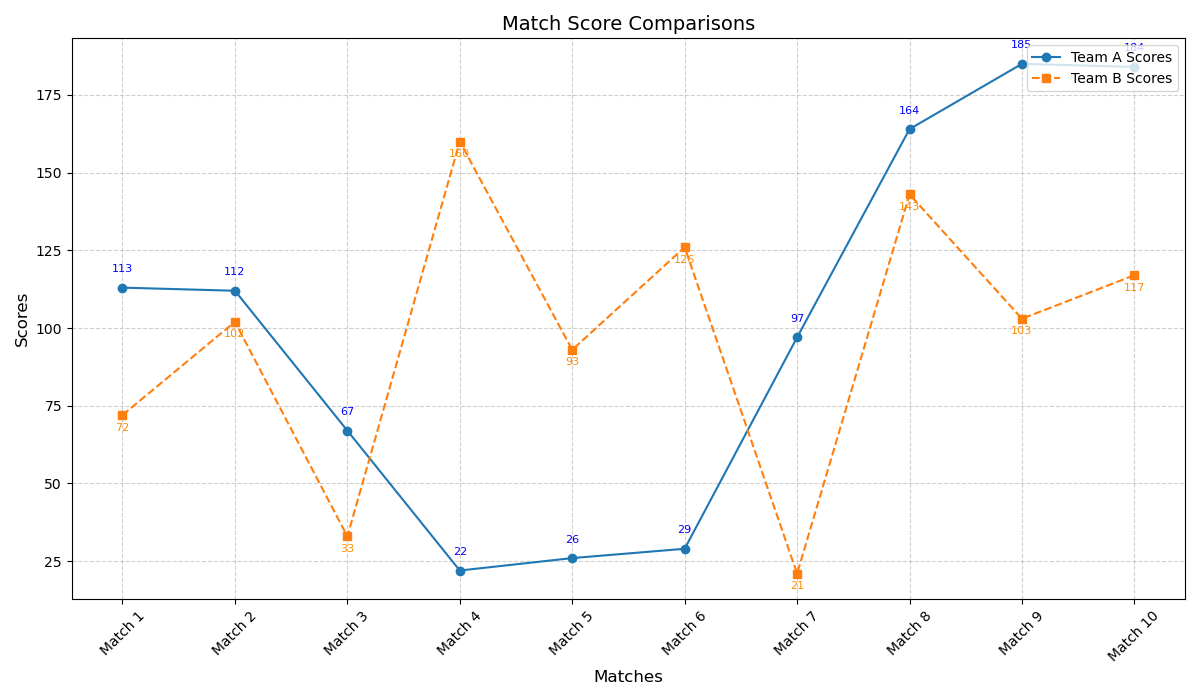 Match Score Comparisons
185
184
Team A Scores
Team B Scores
175
164
160
150
143
125
126
113
112
117
100
102
103
97
93
Scores
75
72
67
50
33
29
26
22
25
21
Match 1
Match 2
Match 3
Match 4
Match 5
Match 6
Match 7
Match 8
Match 9
Match 10
Matches